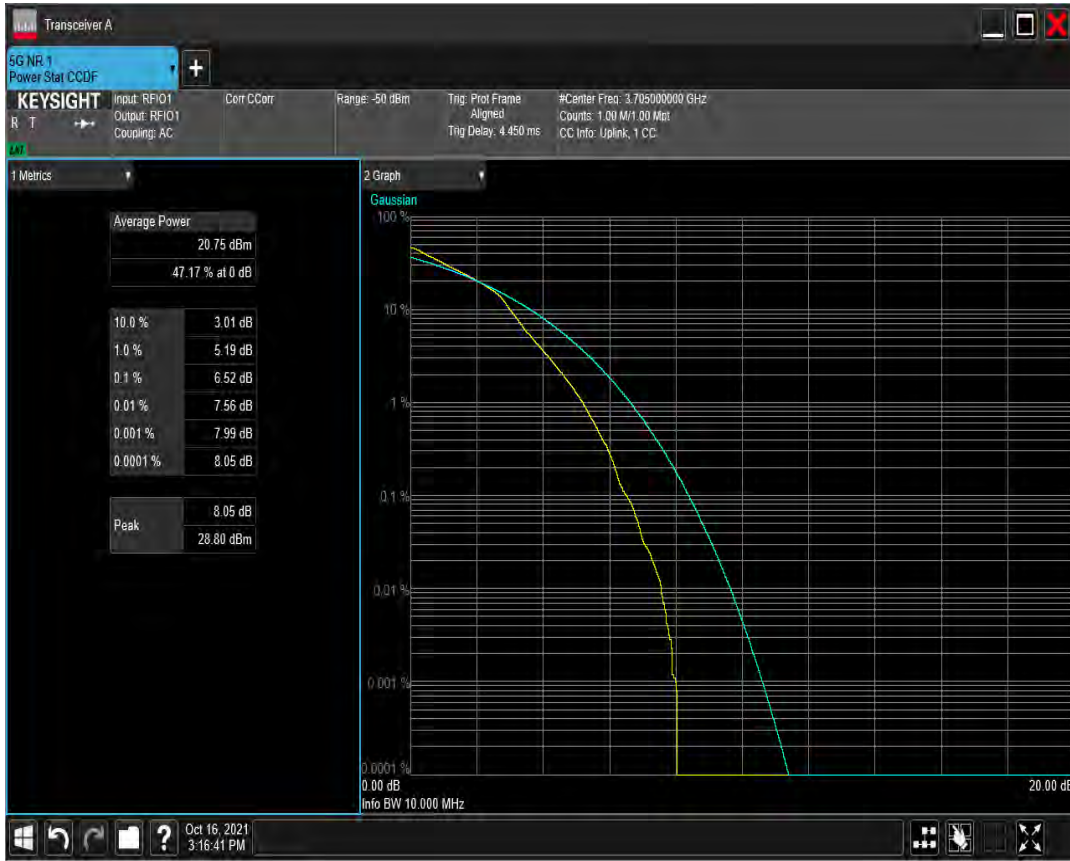 Transceiver A
5G NR 1
Power Stat CCDF
+
KEYSIGHT
R T
LXI
Input: RFIO1
Output: RFIO1
Coupling: AC
Corr CCorr
Range: -50 dBm
Trig: Prot Frame
Aligned
Trig Delay: 4.450 ms
#Center Freq: 3.705000000 GHz
Counts: 1.00 M/1.00 Mpt
CC Info: Uplink, 1 CC
1 Metrics
Average Power
20.75 dBm
47.17 % at 0 dB
10.0 % 3.01 dB
1.0 % 5.19 dB
0.1 % 6.52 dB
0.01 % 7.56 dB
0.001 % 7.99 dB
0.0001 % 8.05 dB
Peak
8.05 dB
28.80 dBm
2 Graph
Gaussian
100 %
10 %
1 %
0.1 %
0.01 %
0.001 %
0.0001 %
0.00 dB 20.00 dB
Info BW 10.000 MHz
?
Oct 16, 2021
3:16:41 PM